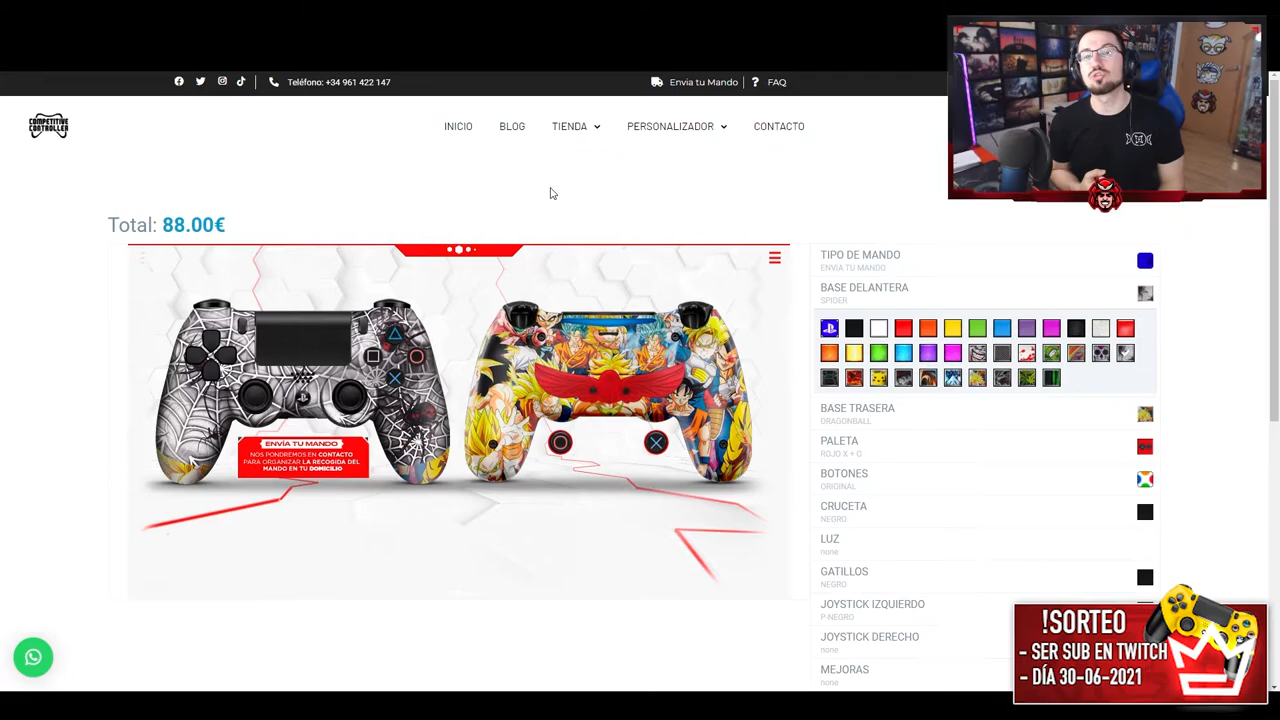 Teléfono: +34 961 422 147
Envia tu Mando
FAQ
COMPETITIVE
CONTROLLER
INICIO
BLOG
TIENDA
PERSONALIZADOR
CONTACTO
Total: 88.00€
ENVÍA TU MANDO
NOS PONDREMOS EN CONTACTO
PARA ORGANIZAR LA RECOGIDA DEL
MANDO EN TU DOMICILIO
TIPO DE MANDO
ENVÍA TU MANDO
BASE DELANTERA
SPIDER
BASE TRASERA
DRAGONBALL
PALETA
ROJO X + O
BOTONES
ORIGINAL
CRUCETA
NEGRO
LUZ
none
GATILLOS
NEGRO
JOYSTICK IZQUIERDO
P-NEGRO
JOYSTICK DERECHO
none
MEJORAS
none
!SORTEO
- SER SUB EN TWITCH
- DÍA 30-06-2021